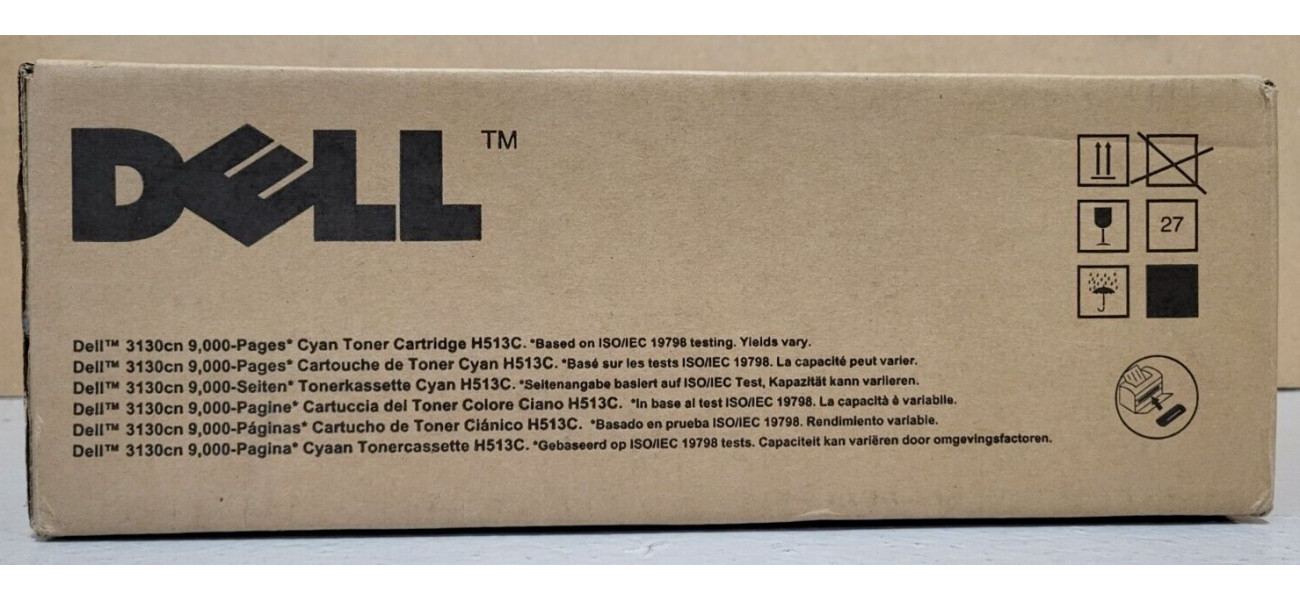 DELL™
27
Dell™ 3130cn 9,000-Pages* Cyan Toner Cartridge H513C. *Based on ISO/IEC 19798 testing. Yields vary.
Dell™ 3130cn 9,000-Pages* Cartouche de Toner Cyan H513C. *Basé sur les tests ISO/IEC 19798. La capacité peut varier.
Dell™ 3130cn 9,000-Seiten* Tonerkassette Cyan H513C. *Seitenangabe basiert auf ISO/IEC Test, Kapazität kann variieren.
Dell™ 3130cn 9,000-Pagine* Cartuccia del Toner Colore Ciano H513C. *In base al test ISO/IEC 19798. La capacità è variabile.
Dell™ 3130cn 9,000-Páginas* Cartucho de Toner Ciánico H513C. *Basado en prueba ISO/IEC 19798. Rendimiento variable.
Dell™ 3130cn 9,000-Pagina* Cyaan Tonercassette H513C. *Gebaseerd op ISO/IEC 19798 tests. Capaciteit kan variëren door omgevingsfactoren.